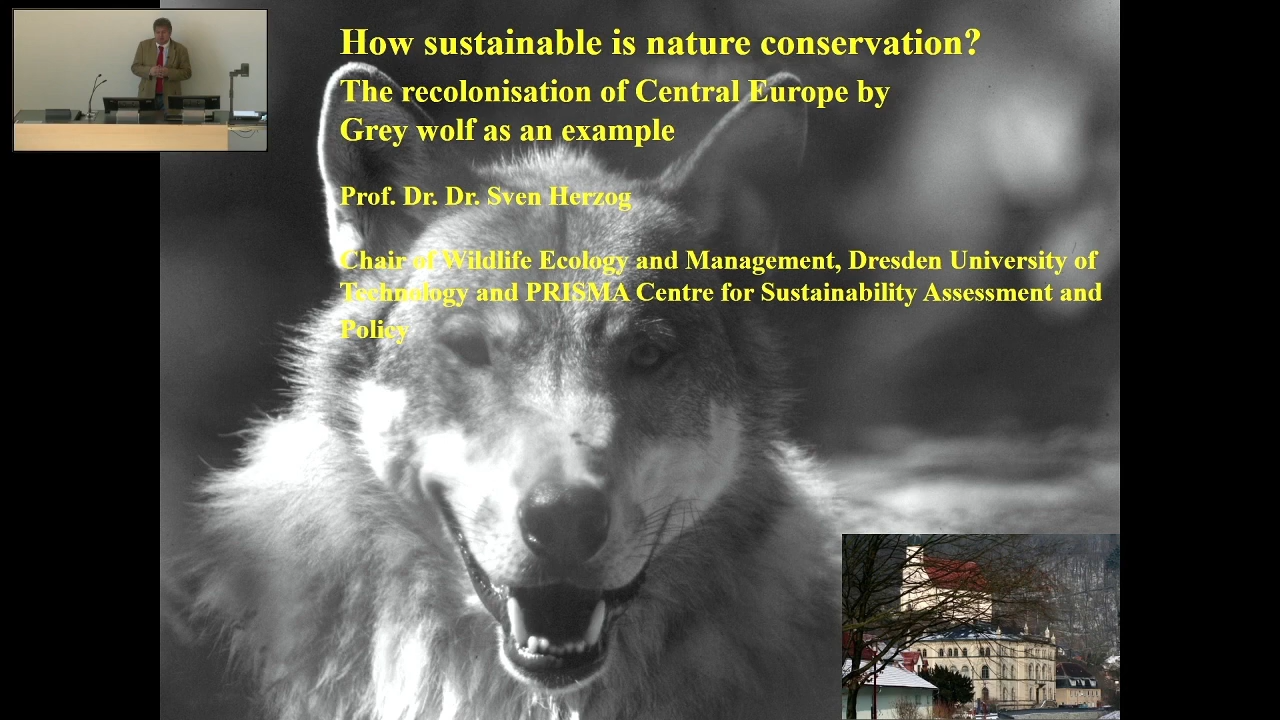 How sustainable is nature conservation?
The recolonisation of Central Europe by
Grey wolf as an example
Prof. Dr. Dr. Sven Herzog
Chair of Wildlife Ecology and Management, Dresden University of
Technology and PRISMA Centre for Sustainability Assessment and
Policy